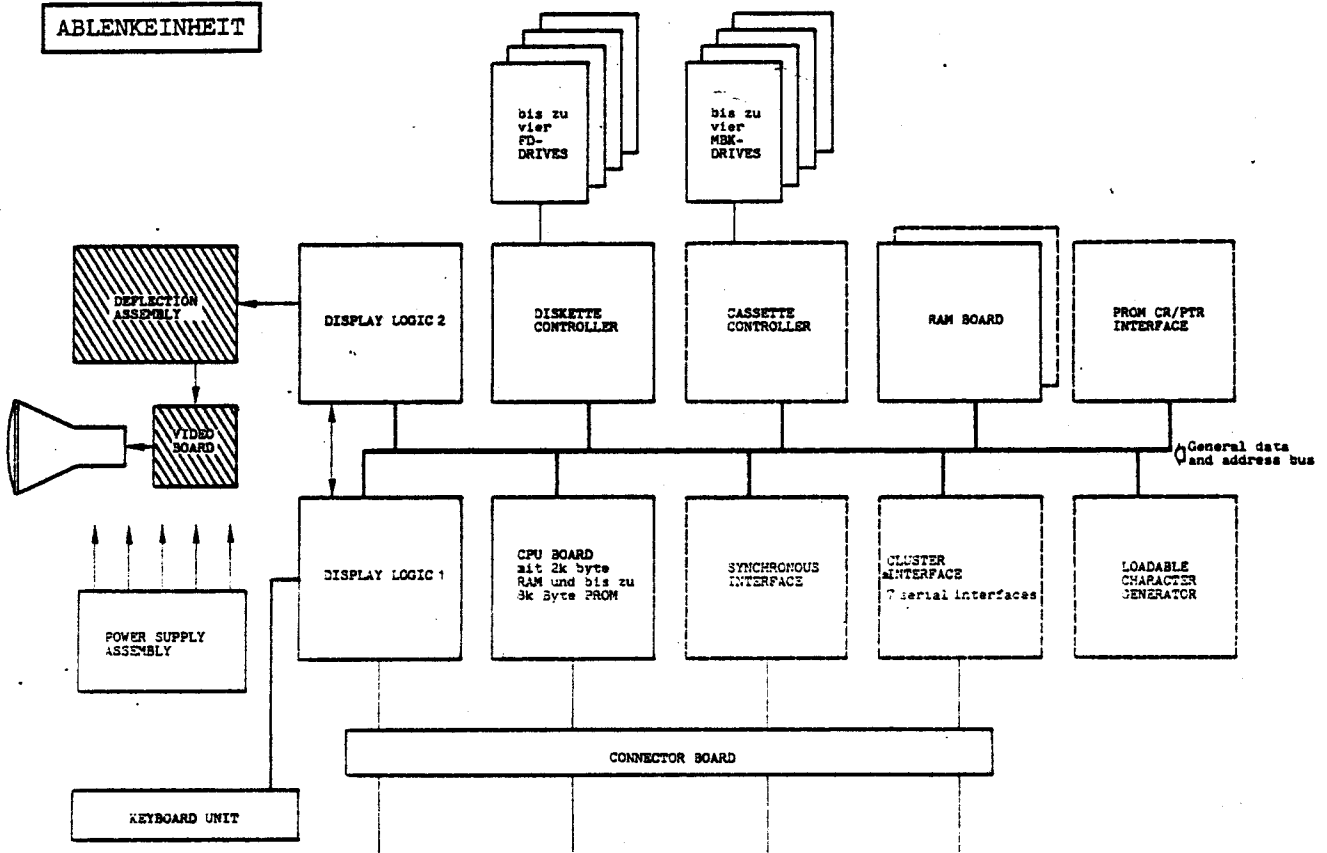 ABLENKEINHEIT
bis zu
vier
FD-
DRIVES
bis zu
vier
MBK-
DRIVES
DEFLECTION
ASSEMBLY
DISPLAY LOGIC 2
DISKETTE
CONTROLLER
CASSETTE
CONTROLLER
RAM BOARD
PROM CR/PTR
INTERFACE
VIDEO
BOARD
General data
and address bus
DISPLAY LOGIC 1
CPU BOARD
mit 2k byte
RAM und bis zu
8k Byte PROM
SYNCHRONOUS
INTERFACE
CLUSTER
INTERFACE
7 serial interfaces
LOADABLE
CHARACTER
GENERATOR
POWER SUPPLY
ASSEMBLY
CONNECTOR BOARD
KEYBOARD UNIT